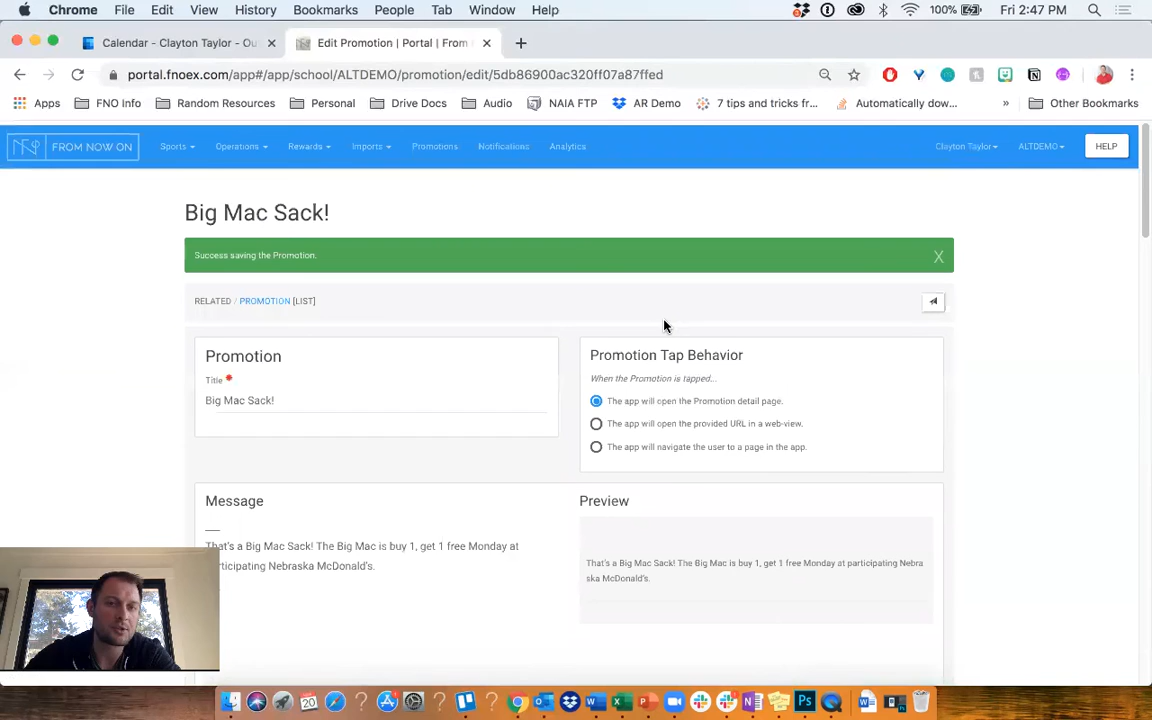 Chrome File Edit View History Bookmarks People Tab Window Help 100% Fri 2:47 PM
Calendar - Clayton Taylor - Ou × Edit Promotion | Portal | From × +
portal.fnoex.com/app#/app/school/ALTDEMO/promotion/edit/5db86900ac320ff07a87ffed
Apps FNO Info Random Resources Personal Drive Docs Audio NAIA FTP AR Demo 7 tips and tricks fr... Automatically dow... » Other Bookmarks
FROM NOW ON Sports Operations Rewards Imports Promotions Notifications Analytics Clayton Taylor ALTDEMO HELP
Big Mac Sack!
Success saving the Promotion. X
RELATED / PROMOTION [LIST]
Promotion
Title *
Big Mac Sack!
Promotion Tap Behavior
When the Promotion is tapped...
The app will open the Promotion detail page.
The app will open the provided URL in a web-view.
The app will navigate the user to a page in the app.
Message
That's a Big Mac Sack! The Big Mac is buy 1, get 1 free Monday at
participating Nebraska McDonald's.
Preview
That's a Big Mac Sack! The Big Mac is buy 1, get 1 free Monday at participating Nebra
ska McDonald's.
20